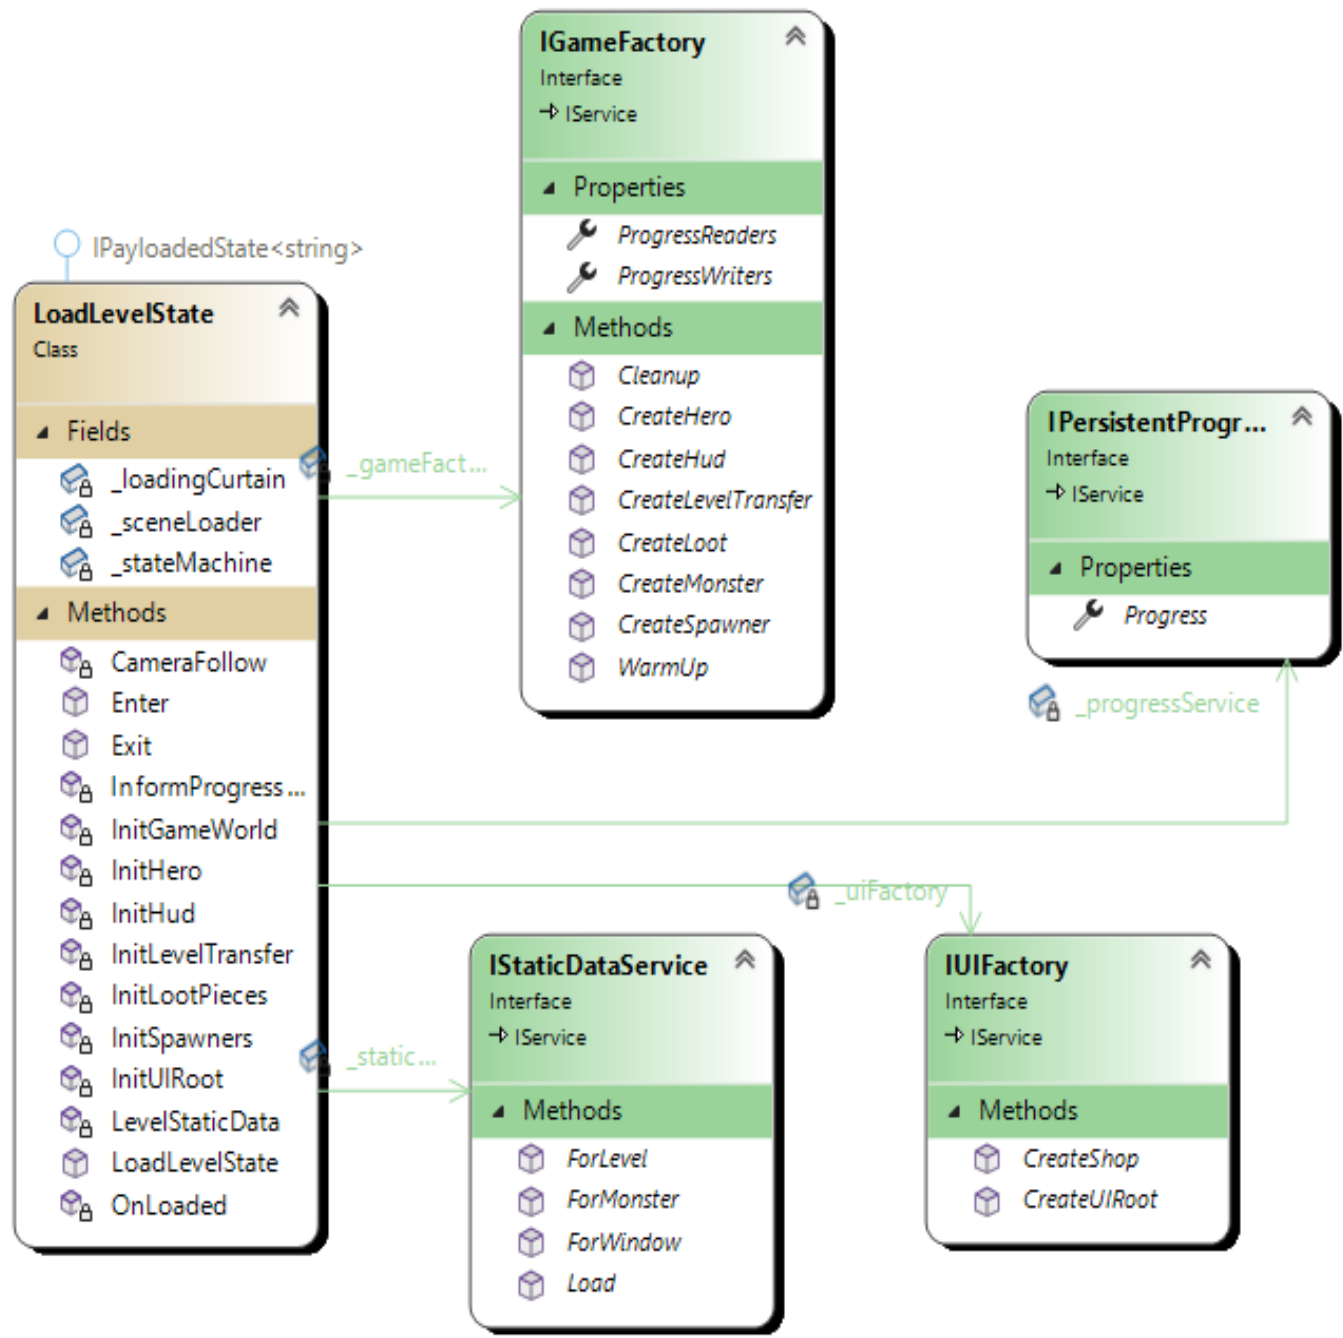 IGameFactory
Interface
IService
Properties
ProgressReaders
ProgressWriters
Methods
Cleanup
CreateHero
CreateHud
CreateLevelTransfer
CreateLoot
CreateMonster
CreateSpawner
WarmUp
IPayloadedState<string>
LoadLevelState
Class
Fields
_loadingCurtain
_sceneLoader
_stateMachine
Methods
CameraFollow
Enter
Exit
InformProgress...
InitGameWorld
InitHero
InitHud
InitLevelTransfer
InitLootPieces
InitSpawners
InitUIRoot
LevelStaticData
LoadLevelState
OnLoaded
_gameFact...
IPersistentProgr...
Interface
IService
Properties
Progress
_progressService
_uiFactory
_static...
IStaticDataService
Interface
IService
Methods
ForLevel
ForMonster
ForWindow
Load
IUIFactory
Interface
IService
Methods
CreateShop
CreateUIRoot